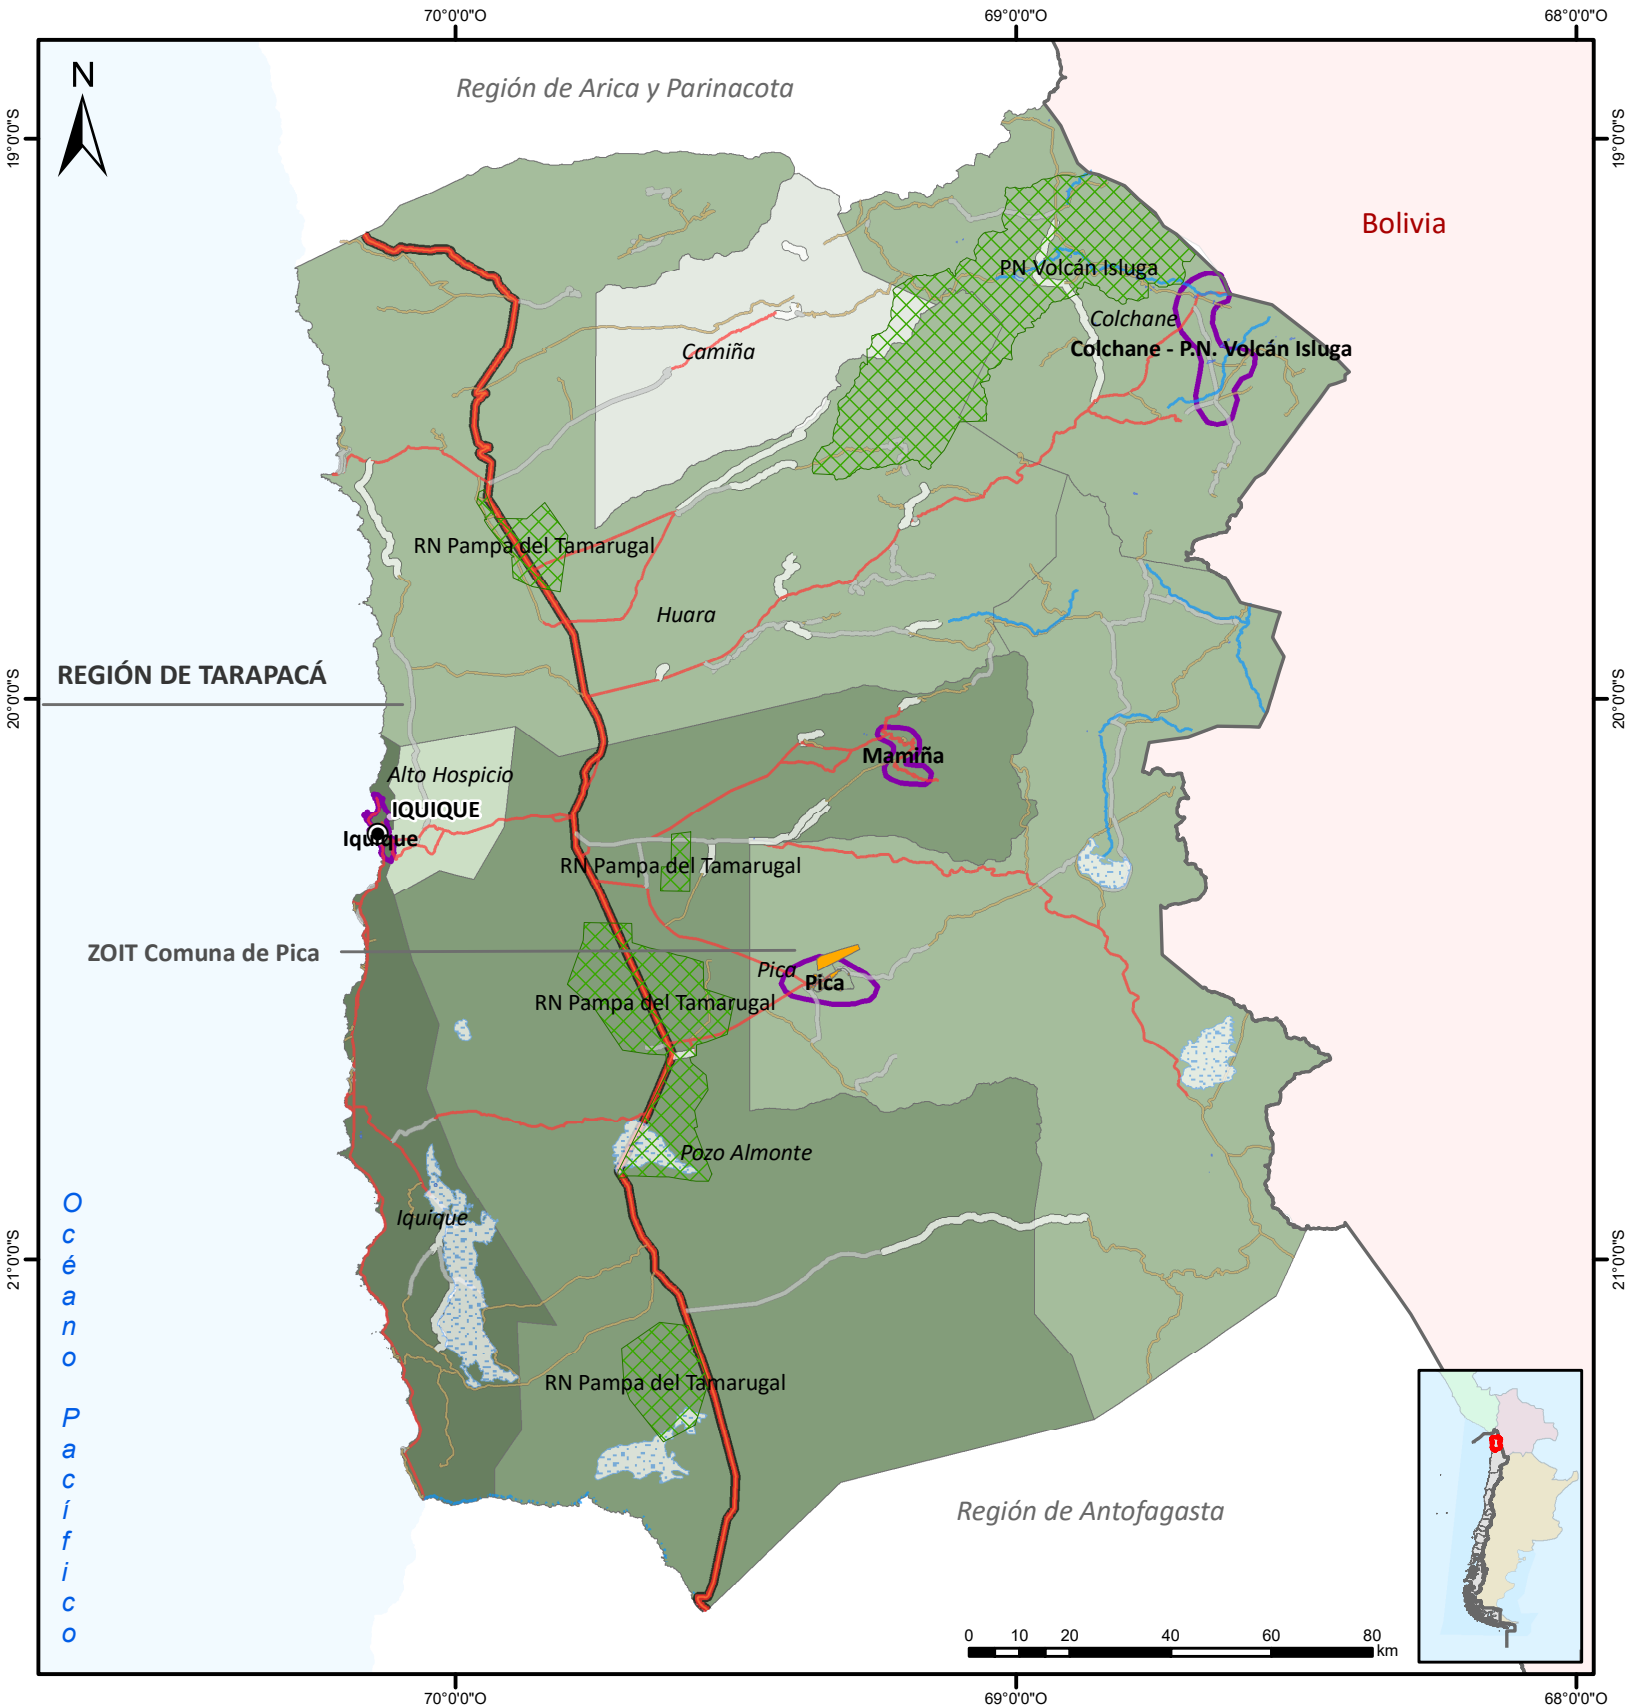 70°0'0"O
69°0'0"O
68°0'0"O
N
Región de Arica y Parinacota
19°0'0"S
19°0'0"S
Bolivia
PN Volcán Isluga
Colchane
Colchane - P.N. Volcán Isluga
Camiña
RN Pampa del Tamarugal
Huara
REGIÓN DE TARAPACÁ
20°0'0"S
20°0'0"S
Mamiña
Alto Hospicio
IQUIQUE
Iquique
RN Pampa del Tamarugal
ZOIT Comuna de Pica
Pica
Pica
RN Pampa del Tamarugal
Pozo Almonte
Iquique
Océano Pacífico
21°0'0"S
21°0'0"S
RN Pampa del Tamarugal
Región de Antofagasta
0 10 20 40 60 80
km
70°0'0"O
69°0'0"O
68°0'0"O